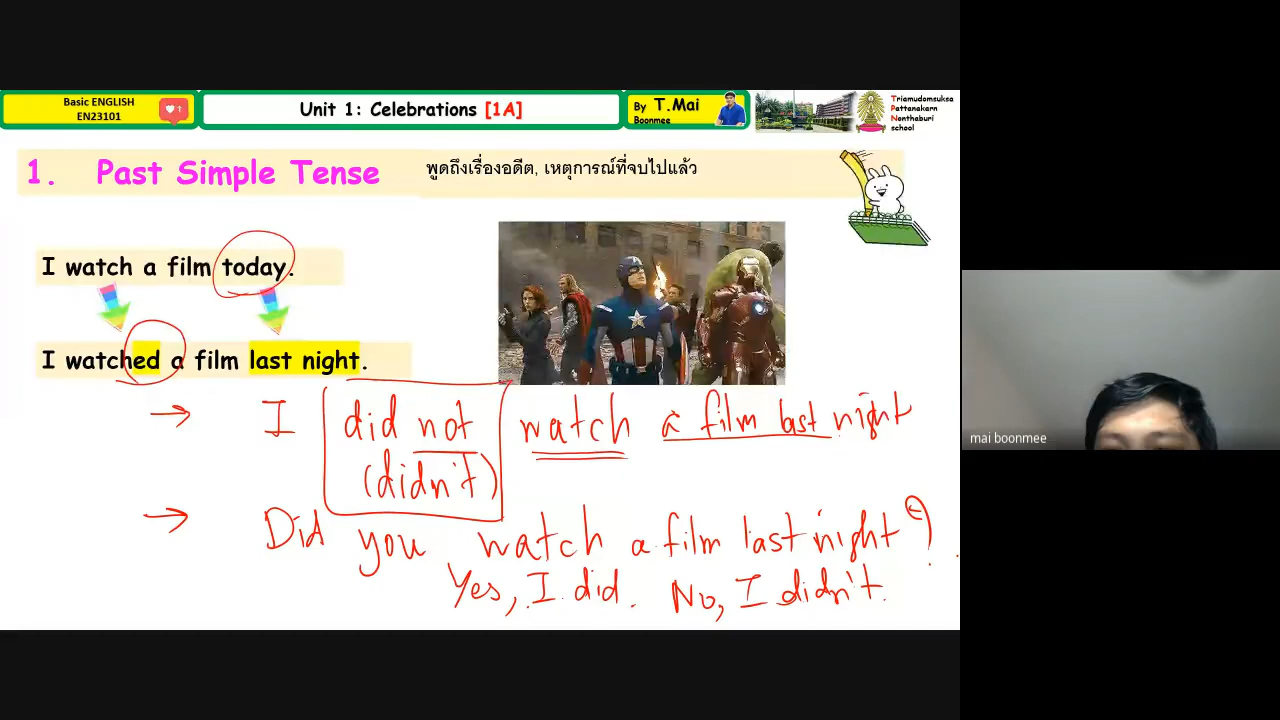 Basic ENGLISH
EN23101
Unit 1: Celebrations [1A]
By T.Mai
Boonmee
Triamudomsuksa
Pattanakarn
Nonthaburi
school
1. Past Simple Tense
พูดถึงเรื่องอดีต, เหตุการณ์ที่จบไปแล้ว
I watch a film today.
I watched a film last night.
→ I did not watch a film last night
(didn't)
→ Did you watch a film last night?
Yes, I did. No, I didn't.
mai boonmee